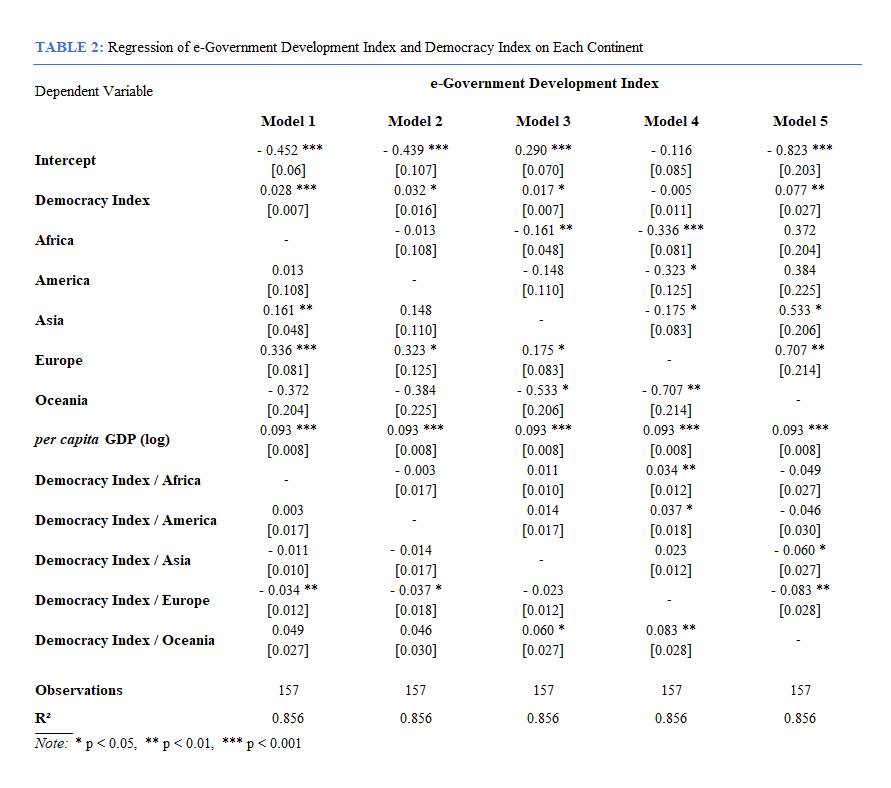 TABLE 2: Regression of e-Government Development Index and Democracy Index on Each Continent
Dependent Variable
e-Government Development Index
Model 1 Model 2 Model 3 Model 4 Model 5
Intercept
- 0.452 *** - 0.439 *** 0.290 *** - 0.116 - 0.823 ***
[0.06] [0.107] [0.070] [0.085] [0.203]
Democracy Index
0.028 *** 0.032 * 0.017 * - 0.005 0.077 **
[0.007] [0.016] [0.007] [0.011] [0.027]
Africa
- - 0.013 - 0.161 ** - 0.336 *** 0.372
[0.108] [0.048] [0.081] [0.204]
America
0.013 - - 0.148 - 0.323 * 0.384
[0.108] [0.110] [0.125] [0.225]
Asia
0.161 ** 0.148 - - 0.175 * 0.533 *
[0.048] [0.110] [0.083] [0.206]
Europe
0.336 *** 0.323 * 0.175 * - 0.707 **
[0.081] [0.125] [0.083] [0.214]
Oceania
- 0.372 - 0.384 - 0.533 * - 0.707 ** -
[0.204] [0.225] [0.206] [0.214]
per capita GDP (log)
0.093 *** 0.093 *** 0.093 *** 0.093 *** 0.093 ***
[0.008] [0.008] [0.008] [0.008] [0.008]
Democracy Index / Africa
- - 0.003 0.011 0.034 ** - 0.049
[0.017] [0.010] [0.012] [0.027]
Democracy Index / America
0.003 - 0.014 0.037 * - 0.046
[0.017] [0.017] [0.018] [0.030]
Democracy Index / Asia
- 0.011 - 0.014 - 0.023 - 0.060 *
[0.010] [0.017] [0.012] [0.027]
Democracy Index / Europe
- 0.034 ** - 0.037 * - 0.023 - - 0.083 **
[0.012] [0.018] [0.012] [0.028]
Democracy Index / Oceania
0.049 0.046 0.060 * 0.083 ** -
[0.027] [0.030] [0.027] [0.028]
Observations 157 157 157 157 157
R² 0.856 0.856 0.856 0.856 0.856
Note: * p < 0.05, ** p < 0.01, *** p < 0.001